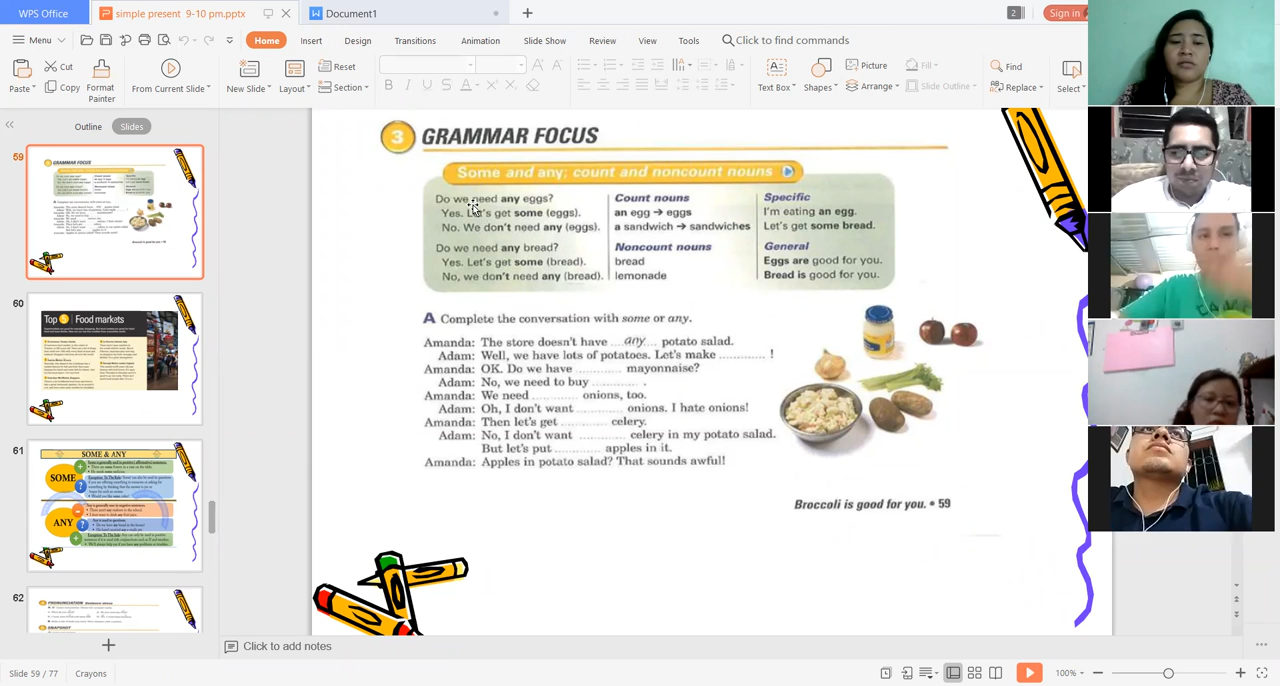 WPS Office
simple present 9-10 pm.pptx
Document1
2
Sign in
Menu
Home
Insert
Design
Transitions
Animation
Slide Show
Review
View
Tools
Click to find commands
Paste
Cut
Copy
Format
Painter
From Current Slide
New Slide
Layout
Reset
Section
Text Box
Shapes
Picture
Fill
Arrange
Slide Outline
Find
Replace
Select
Outline
Slides
59
60
61
62
GRAMMAR FOCUS
Top 5 Food markets
SOME & ANY
SOME
ANY
3 GRAMMAR FOCUS
Some and any; count and noncount nouns
Do we need any eggs?
Yes. Let's get some (eggs).
No. We don't need any (eggs).
Do we need any bread?
Yes. Let's get some (bread).
No, we don't need any (bread).
Count nouns
an egg → eggs
a sandwich → sandwiches
Noncount nouns
bread
lemonade
Specific
I'm eating an egg.
Let's get some bread.
General
Eggs are good for you.
Bread is good for you.
A Complete the conversation with some or any.
Amanda: The store doesn't have ...any... potato salad.
Adam: Well, we have lots of potatoes. Let's make ............ !
Amanda: OK. Do we have ............ mayonnaise?
Adam: No, we need to buy ............ .
Amanda: We need ............ onions, too.
Adam: Oh, I don't want ............ onions. I hate onions!
Amanda: Then let's get ............ celery.
Adam: No, I don't want ............ celery in my potato salad.
But let's put ............ apples in it.
Amanda: Apples in potato salad? That sounds awful!
Broccoli is good for you. • 59
Click to add notes
Slide 59 / 77
Crayons
100%